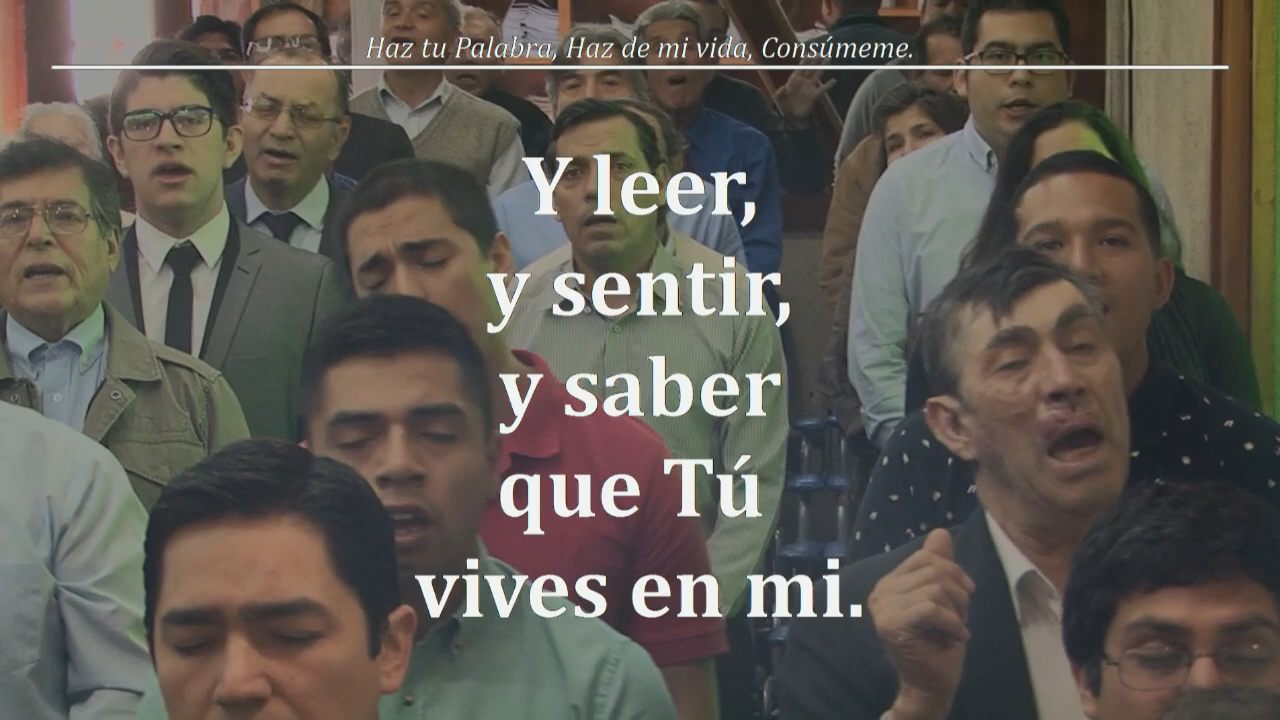 Haz tu Palabra, Haz de mi vida, Consúmeme.
Y leer,
y sentir,
y saber
que Tú
vives en mi.